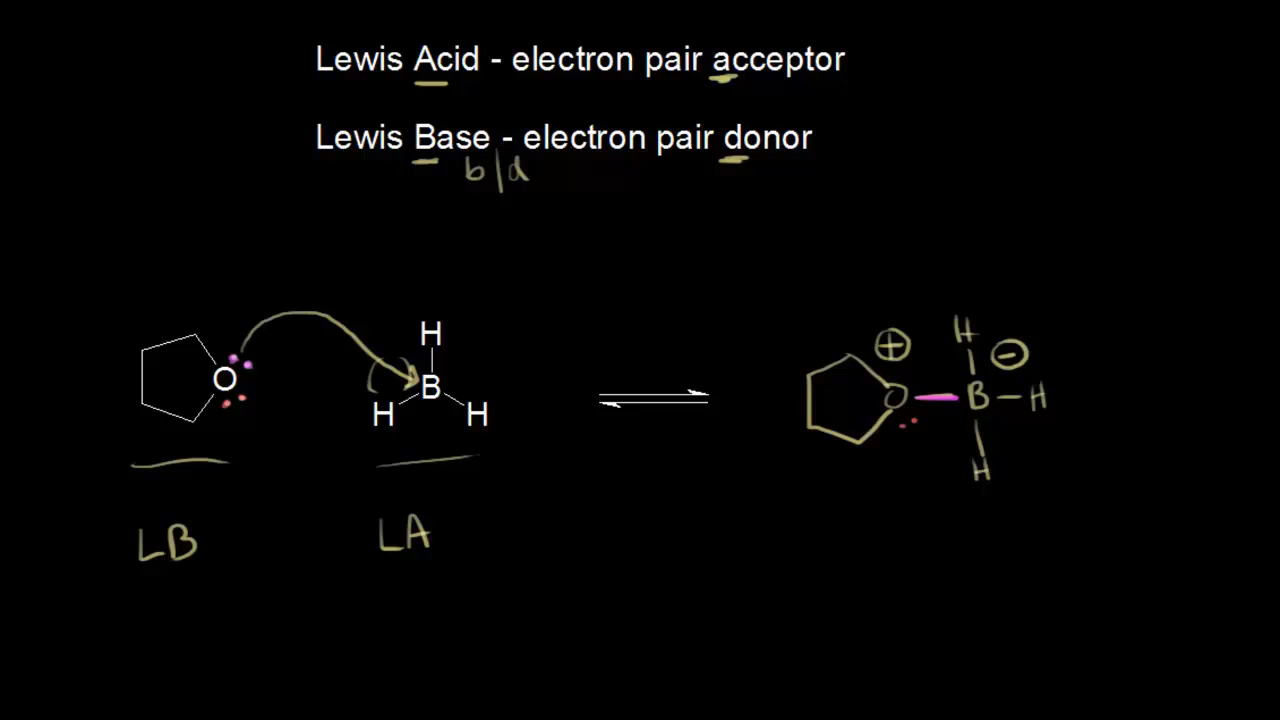 Lewis Acid - electron pair acceptor
Lewis Base - electron pair donor
b|d
H
O
B
H H
H
⊕ ⊖
O B H
H
LB LA